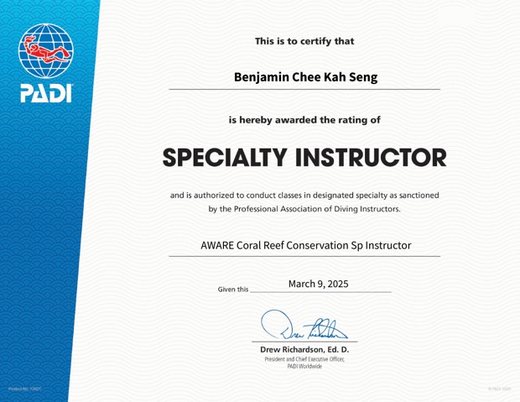 PADI
This is to certify that
Benjamin Chee Kah Seng
is hereby awarded the rating of
SPECIALTY INSTRUCTOR
and is authorized to conduct classes in designated specialty as sanctioned
by the Professional Association of Diving Instructors.
AWARE Coral Reef Conservation Sp Instructor
Given this March 9, 2025
Drew Richardson, Ed. D.
President and Chief Executive Officer,
PADI Worldwide
Product No.
© PADI